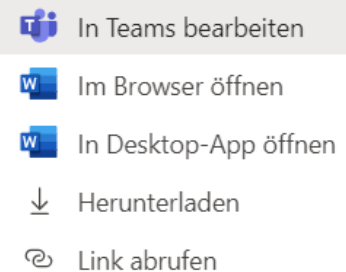 In Teams bearbeiten
Im Browser öffnen
In Desktop-App öffnen
Herunterladen
Link abrufen